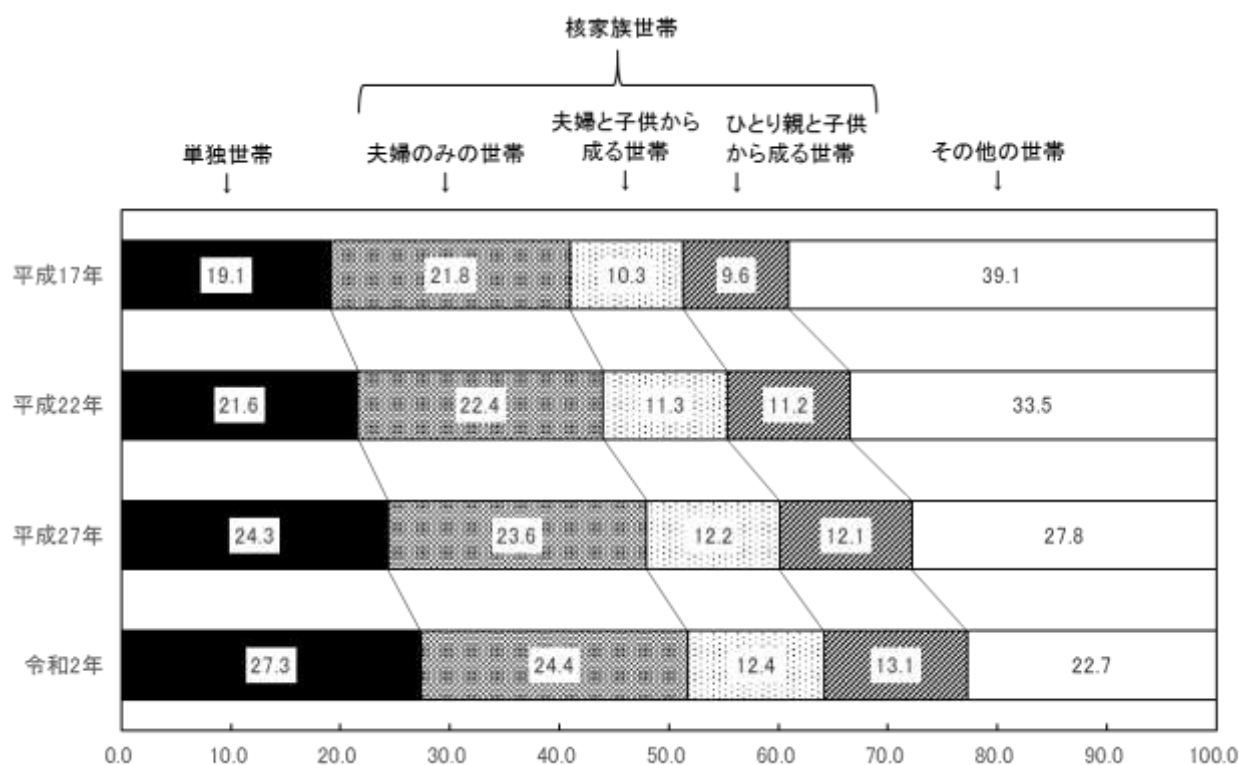 核家族世帯
単独世帯
↓
夫婦のみの世帯
↓
夫婦と子供から
成る世帯
↓
ひとり親と子供
から成る世帯
↓
その他の世帯
↓
平成17年 19.1 21.8 10.3 9.6 39.1
平成22年 21.6 22.4 11.3 11.2 33.5
平成27年 24.3 23.6 12.2 12.1 27.8
令和2年 27.3 24.4 12.4 13.1 22.7
0.0 10.0 20.0 30.0 40.0 50.0 60.0 70.0 80.0 90.0 100.0